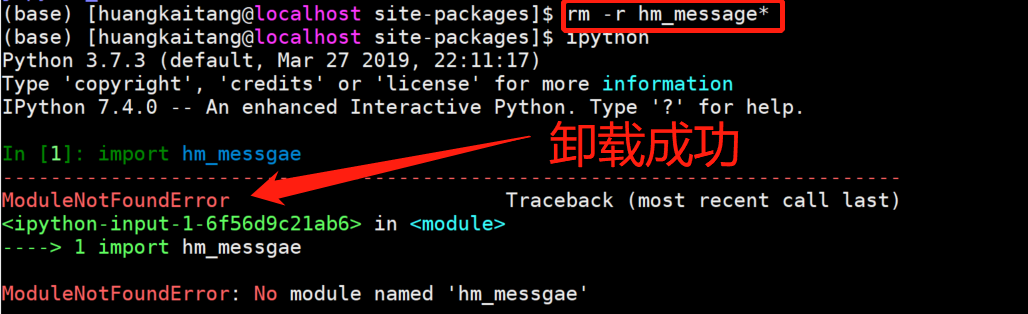 (base) [huangkaitang@localhost site-packages]$ rm -r hm_message*
(base) [huangkaitang@localhost site-packages]$ ipython
Python 3.7.3 (default, Mar 27 2019, 22:11:17)
Type 'copyright', 'credits' or 'license' for more information
IPython 7.4.0 -- An enhanced Interactive Python. Type '?' for help.
In [1]: import hm_messgae
卸载成功
---------------------------------------------------------------------------
ModuleNotFoundError                       Traceback (most recent call last)
<ipython-input-1-6f56d9c21ab6> in <module>
----> 1 import hm_messgae
ModuleNotFoundError: No module named 'hm_messgae'